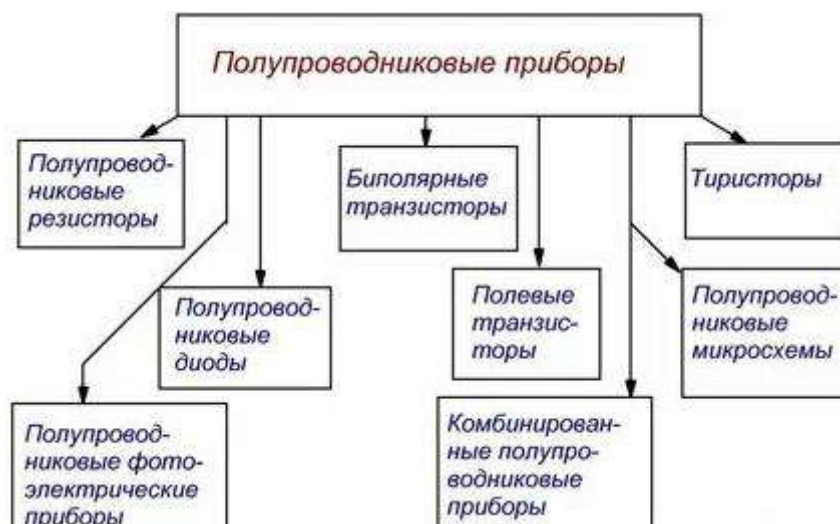 Полупроводниковые приборы
Полупровод-
никовые
резисторы
Биполярные
транзисторы
Тиристоры
Полупровод-
никовые
диоды
Полевые
транзис-
торы
Полупровод-
никовые
микросхемы
Полупровод-
никовые фото-
электрические
приборы
Комбинирован-
ные полупро-
водниковые
приборы